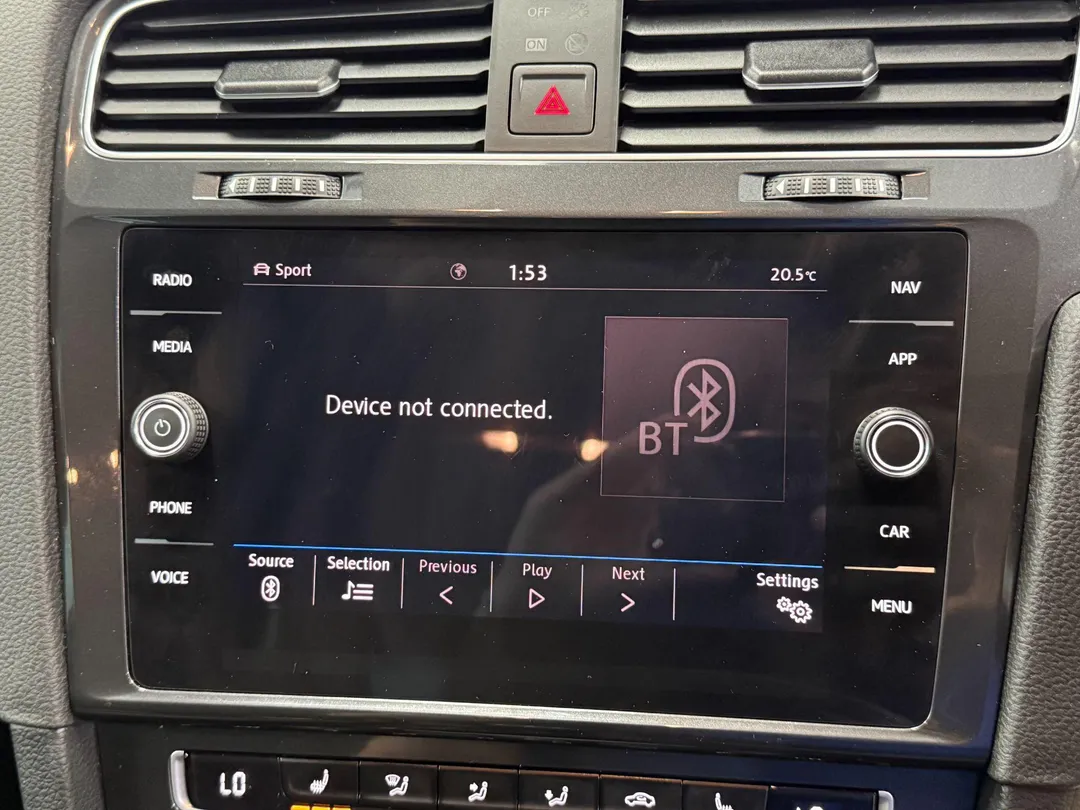 OFF
ON
RADIO
MEDIA
PHONE
VOICE
Sport 1:53 20.5°C
Device not connected.
BT
Source Selection Previous Play Next Settings
NAV
APP
CAR
MENU
LO